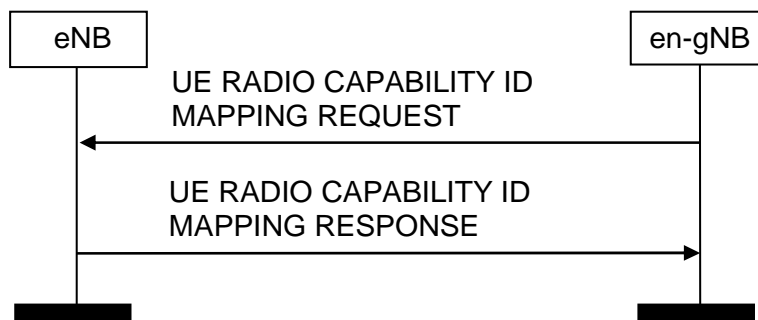 eNB
en-gNB
UE RADIO CAPABILITY ID
MAPPING REQUEST
UE RADIO CAPABILITY ID
MAPPING RESPONSE